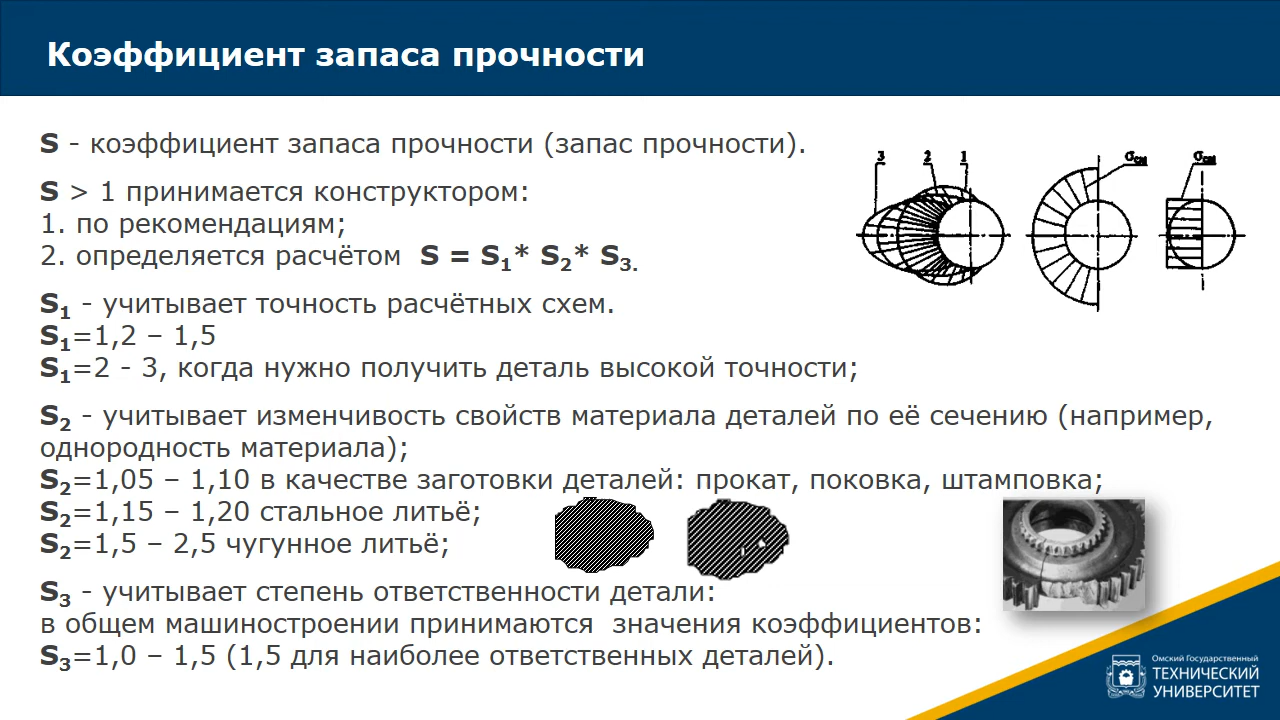 Коэффициент запаса прочности
S - коэффициент запаса прочности (запас прочности).
S > 1 принимается конструктором:
1. по рекомендациям;
2. определяется расчётом S = S₁* S₂* S₃.
3 2 1 σсм σсм
S₁ - учитывает точность расчётных схем.
S₁=1,2 – 1,5
S₁=2 - 3, когда нужно получить деталь высокой точности;
S₂ - учитывает изменчивость свойств материала деталей по её сечению (например,
однородность материала);
S₂=1,05 – 1,10 в качестве заготовки деталей: прокат, поковка, штамповка;
S₂=1,15 – 1,20 стальное литьё;
S₂=1,5 – 2,5 чугунное литьё;
S₃ - учитывает степень ответственности детали:
в общем машиностроении принимаются значения коэффициентов:
S₃=1,0 – 1,5 (1,5 для наиболее ответственных деталей).
Омский Государственный
ТЕХНИЧЕСКИЙ
УНИВЕРСИТЕТ